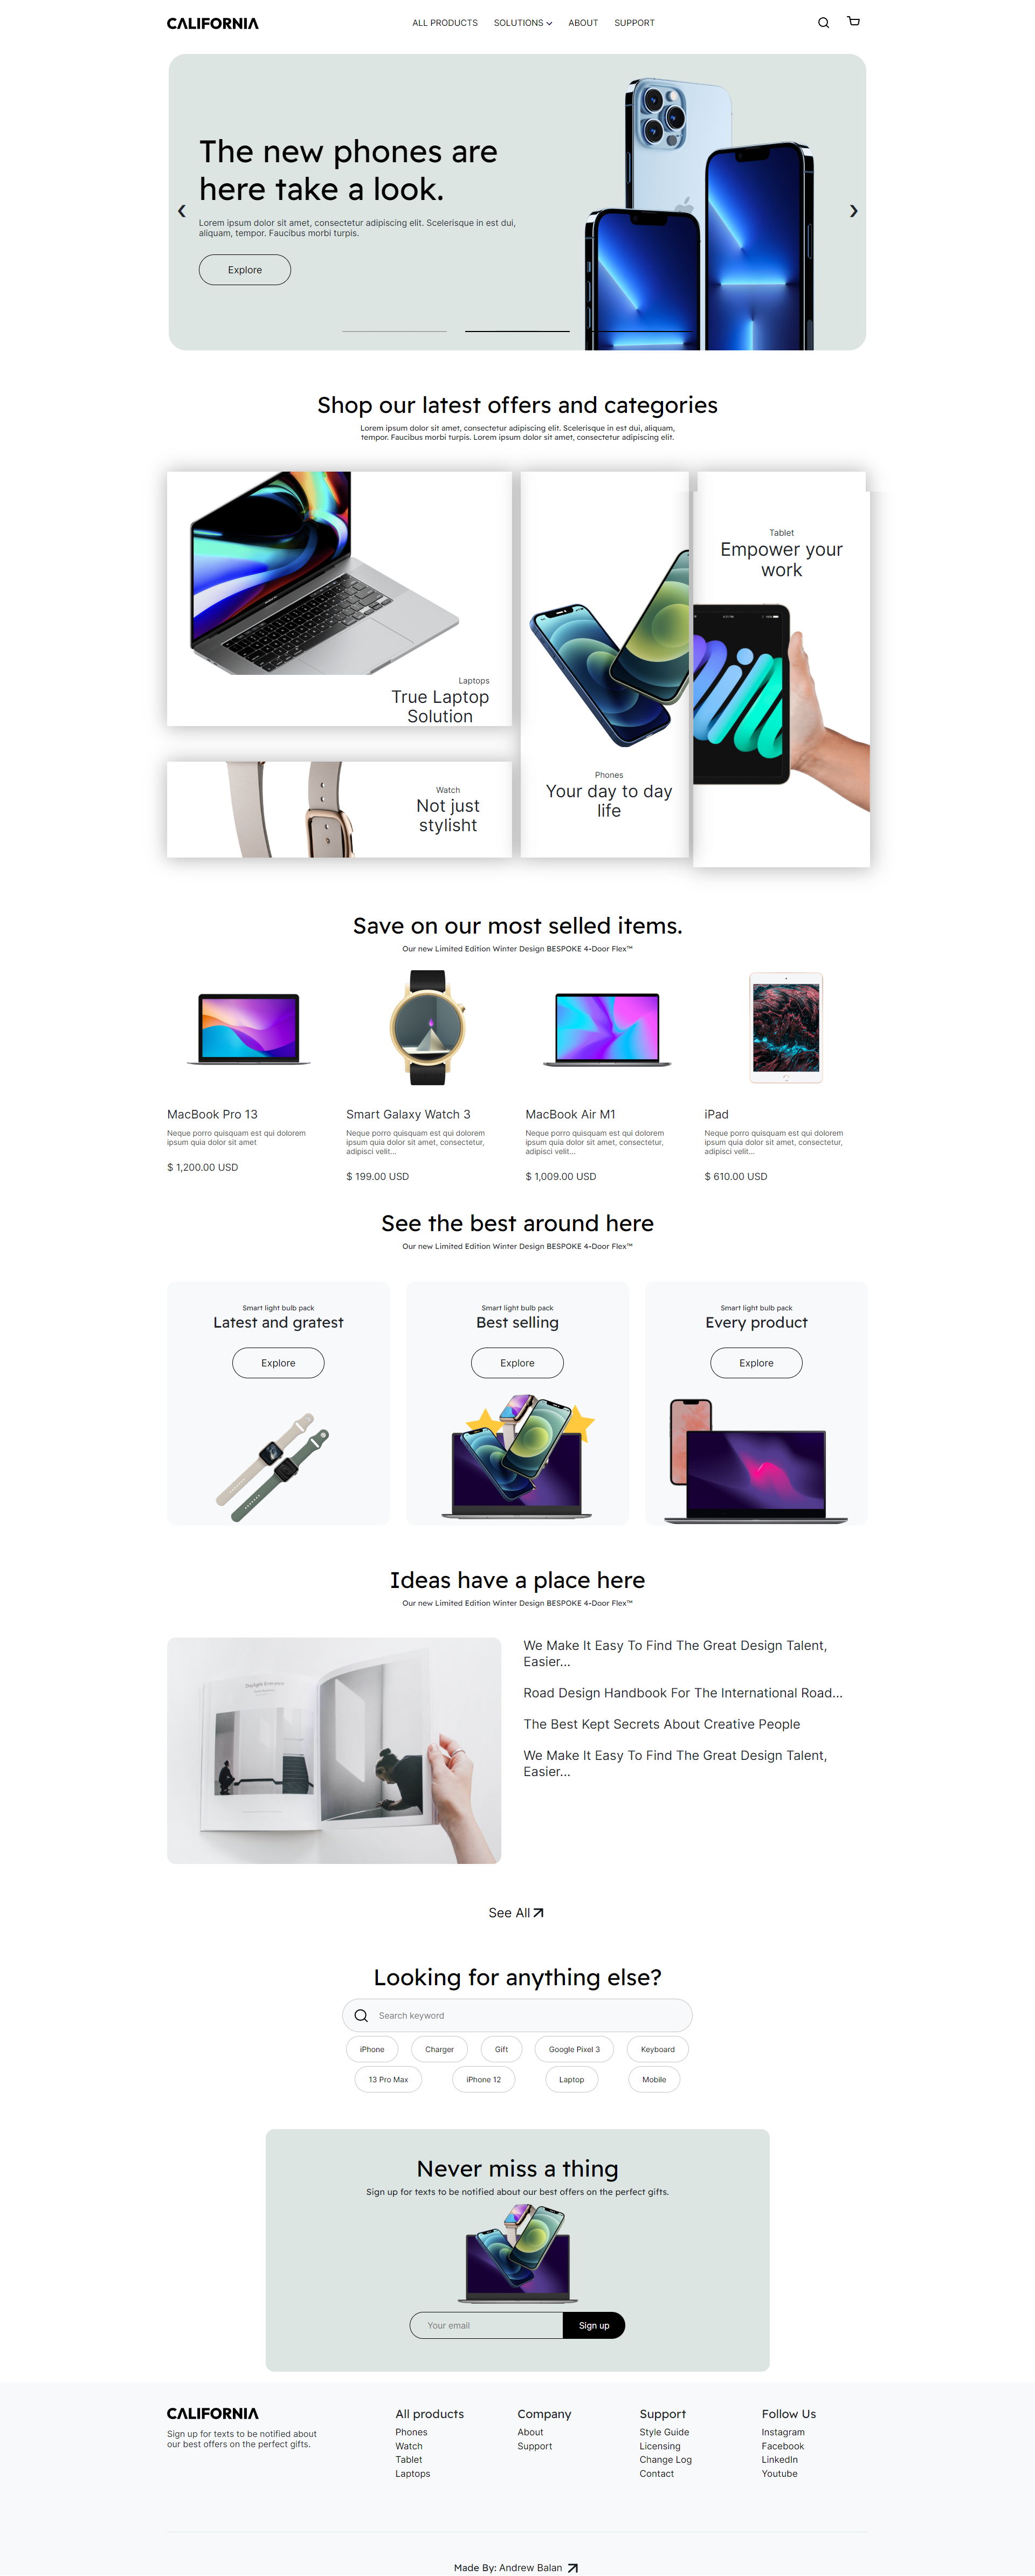 CALIFORNIA
ALL PRODUCTS
SOLUTIONS
ABOUT
SUPPORT
The new phones are
here take a look.
Lorem ipsum dolor sit amet, consectetur adipiscing elit. Scelerisque in est dui,
aliquam, tempor. Faucibus morbi turpis.
Explore
Shop our latest offers and categories
Lorem ipsum dolor sit amet, consectetur adipiscing elit. Scelerisque in est dui, aliquam,
tempor. Faucibus morbi turpis. Lorem ipsum dolor sit amet, consectetur adipiscing elit.
Laptops
True Laptop
Solution
Watch
Not just
stylisht
Phones
Your day to day
life
Tablet
Empower your
work
Save on our most selled items.
Our new Limited Edition Winter Design BESPOKE 4-Door Flex™
MacBook Pro 13
Neque porro quisquam est qui dolorem
ipsum quia dolor sit amet
$ 1,200.00 USD
Smart Galaxy Watch 3
Neque porro quisquam est qui dolorem
ipsum quia dolor sit amet, consectetur,
adipisci velit...
$ 199.00 USD
MacBook Air M1
Neque porro quisquam est qui dolorem
ipsum quia dolor sit amet, consectetur,
adipisci velit...
$ 1,009.00 USD
iPad
Neque porro quisquam est qui dolorem
ipsum quia dolor sit amet, consectetur,
adipisci velit...
$ 610.00 USD
See the best around here
Our new Limited Edition Winter Design BESPOKE 4-Door Flex™
Smart light bulb pack
Latest and gratest
Explore
Smart light bulb pack
Best selling
Explore
Smart light bulb pack
Every product
Explore
Ideas have a place here
Our new Limited Edition Winter Design BESPOKE 4-Door Flex™
Daylight Entrance
We Make It Easy To Find The Great Design Talent,
Easier...
Road Design Handbook For The International Road...
The Best Kept Secrets About Creative People
We Make It Easy To Find The Great Design Talent,
Easier...
See All
Looking for anything else?
Search keyword
iPhone
Charger
Gift
Google Pixel 3
Keyboard
13 Pro Max
iPhone 12
Laptop
Mobile
Never miss a thing
Sign up for texts to be notified about our best offers on the perfect gifts.
Your email
Sign up
CALIFORNIA
Sign up for texts to be notified about
our best offers on the perfect gifts.
All products
Phones
Watch
Tablet
Laptops
Company
About
Support
Support
Style Guide
Licensing
Change Log
Contact
Follow Us
Instagram
Facebook
LinkedIn
Youtube
Made By: Andrew Balan